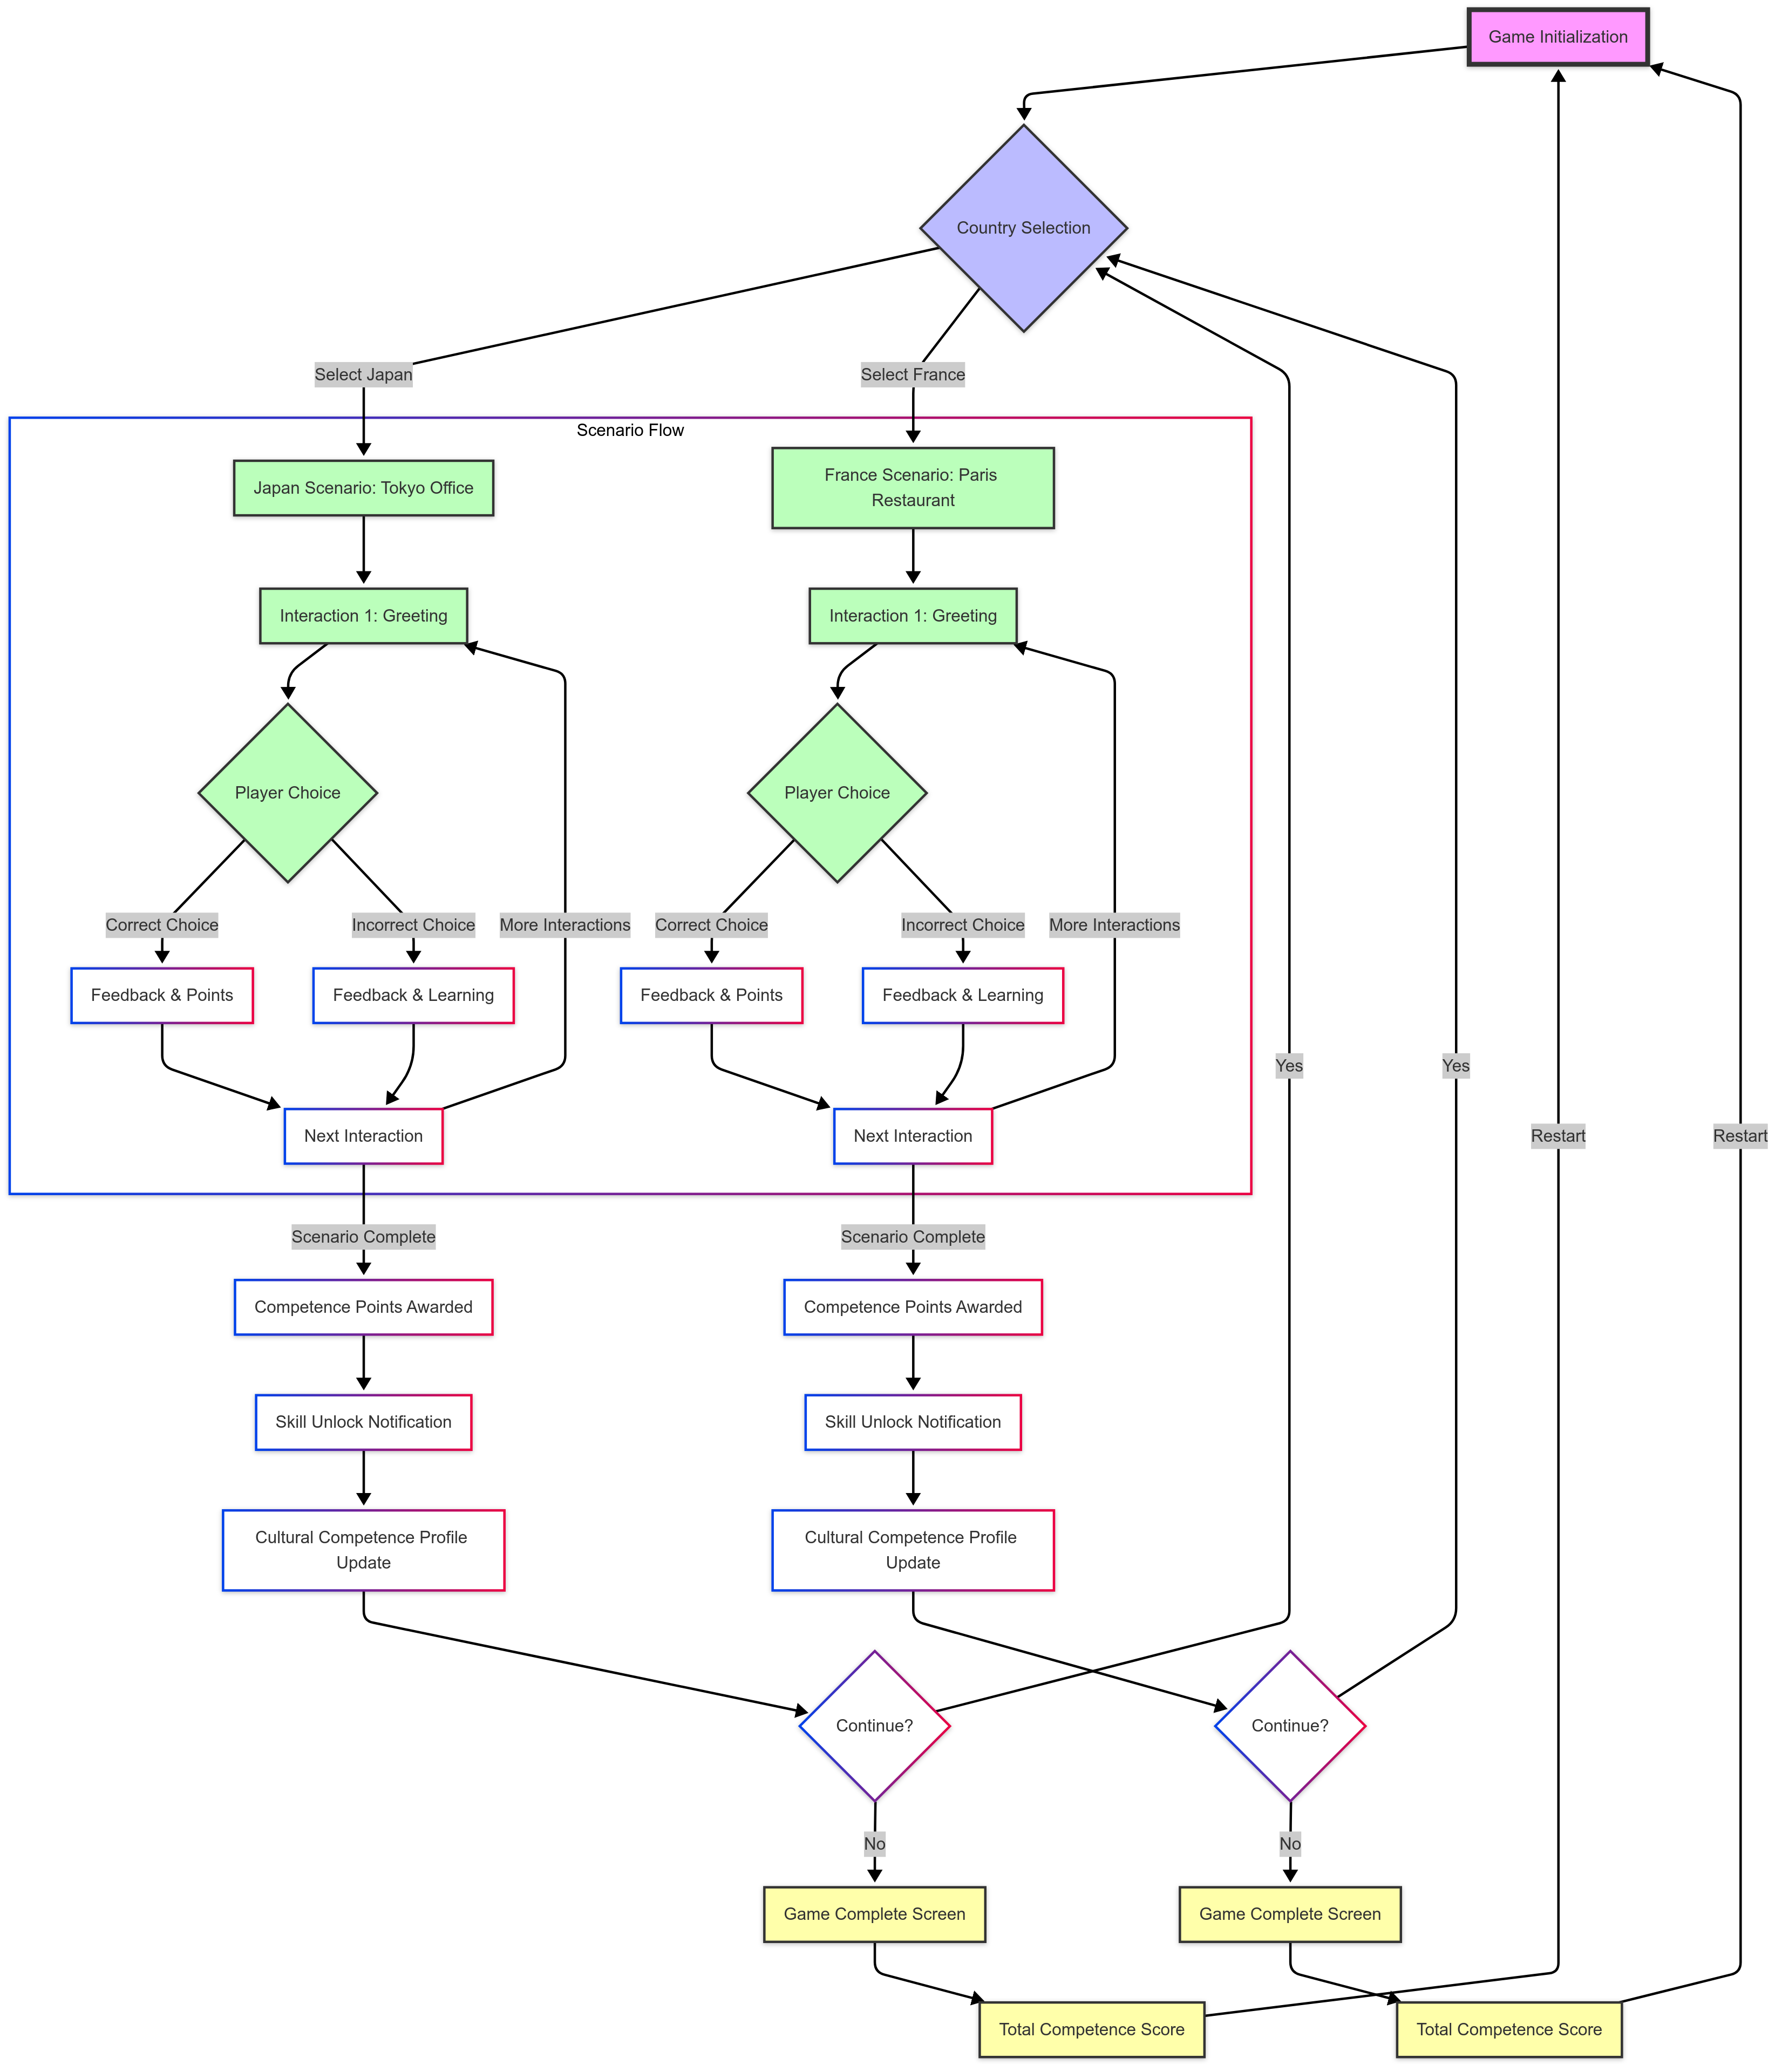 Game Initialization
Country Selection
Select Japan
Select France
Scenario Flow
Japan Scenario: Tokyo Office
France Scenario: Paris
Restaurant
Interaction 1: Greeting
Interaction 1: Greeting
Player Choice
Player Choice
Correct Choice
Incorrect Choice
More Interactions
Correct Choice
Incorrect Choice
More Interactions
Feedback & Points
Feedback & Learning
Feedback & Points
Feedback & Learning
Yes
Yes
Next Interaction
Next Interaction
Restart
Restart
Scenario Complete
Scenario Complete
Competence Points Awarded
Competence Points Awarded
Skill Unlock Notification
Skill Unlock Notification
Cultural Competence Profile
Update
Cultural Competence Profile
Update
Continue?
Continue?
No
No
Game Complete Screen
Game Complete Screen
Total Competence Score
Total Competence Score